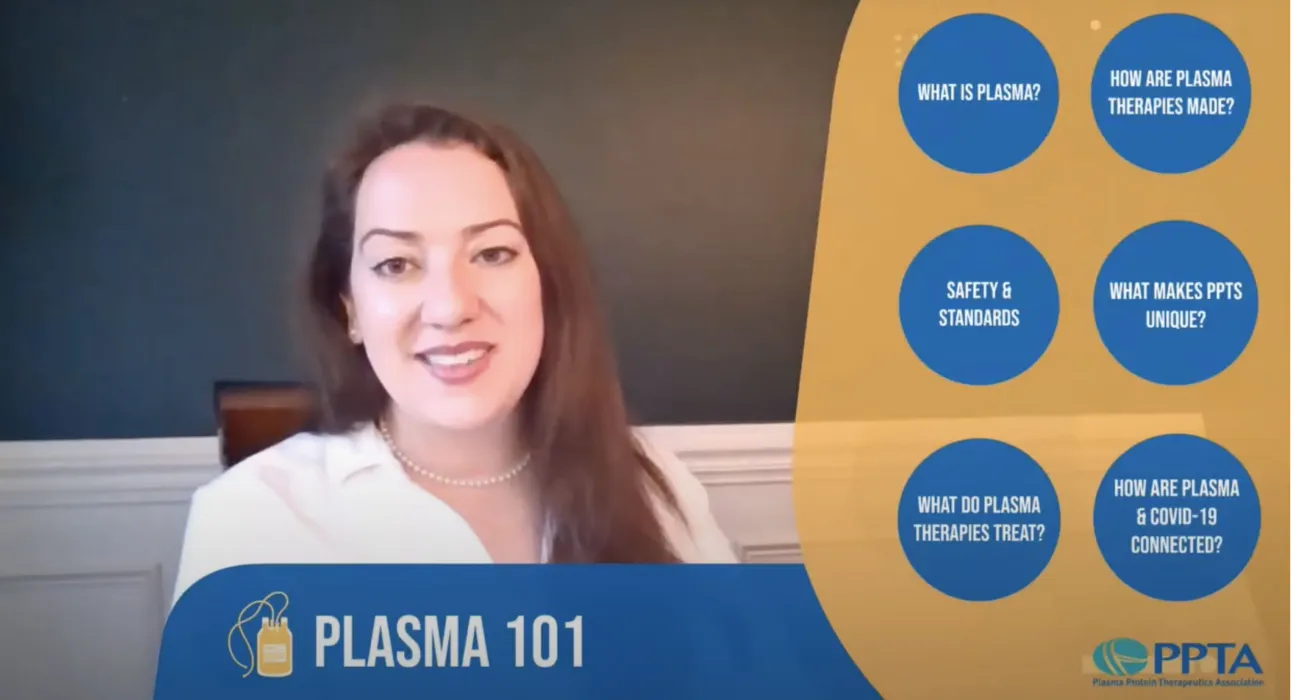 WHAT IS PLASMA?
HOW ARE PLASMA
THERAPIES MADE?
SAFETY &
STANDARDS
WHAT MAKES PPTS
UNIQUE?
WHAT DO PLASMA
THERAPIES TREAT?
HOW ARE PLASMA
& COVID-19
CONNECTED?
PLASMA 101
PPTA
Plasma Protein Therapeutics Association